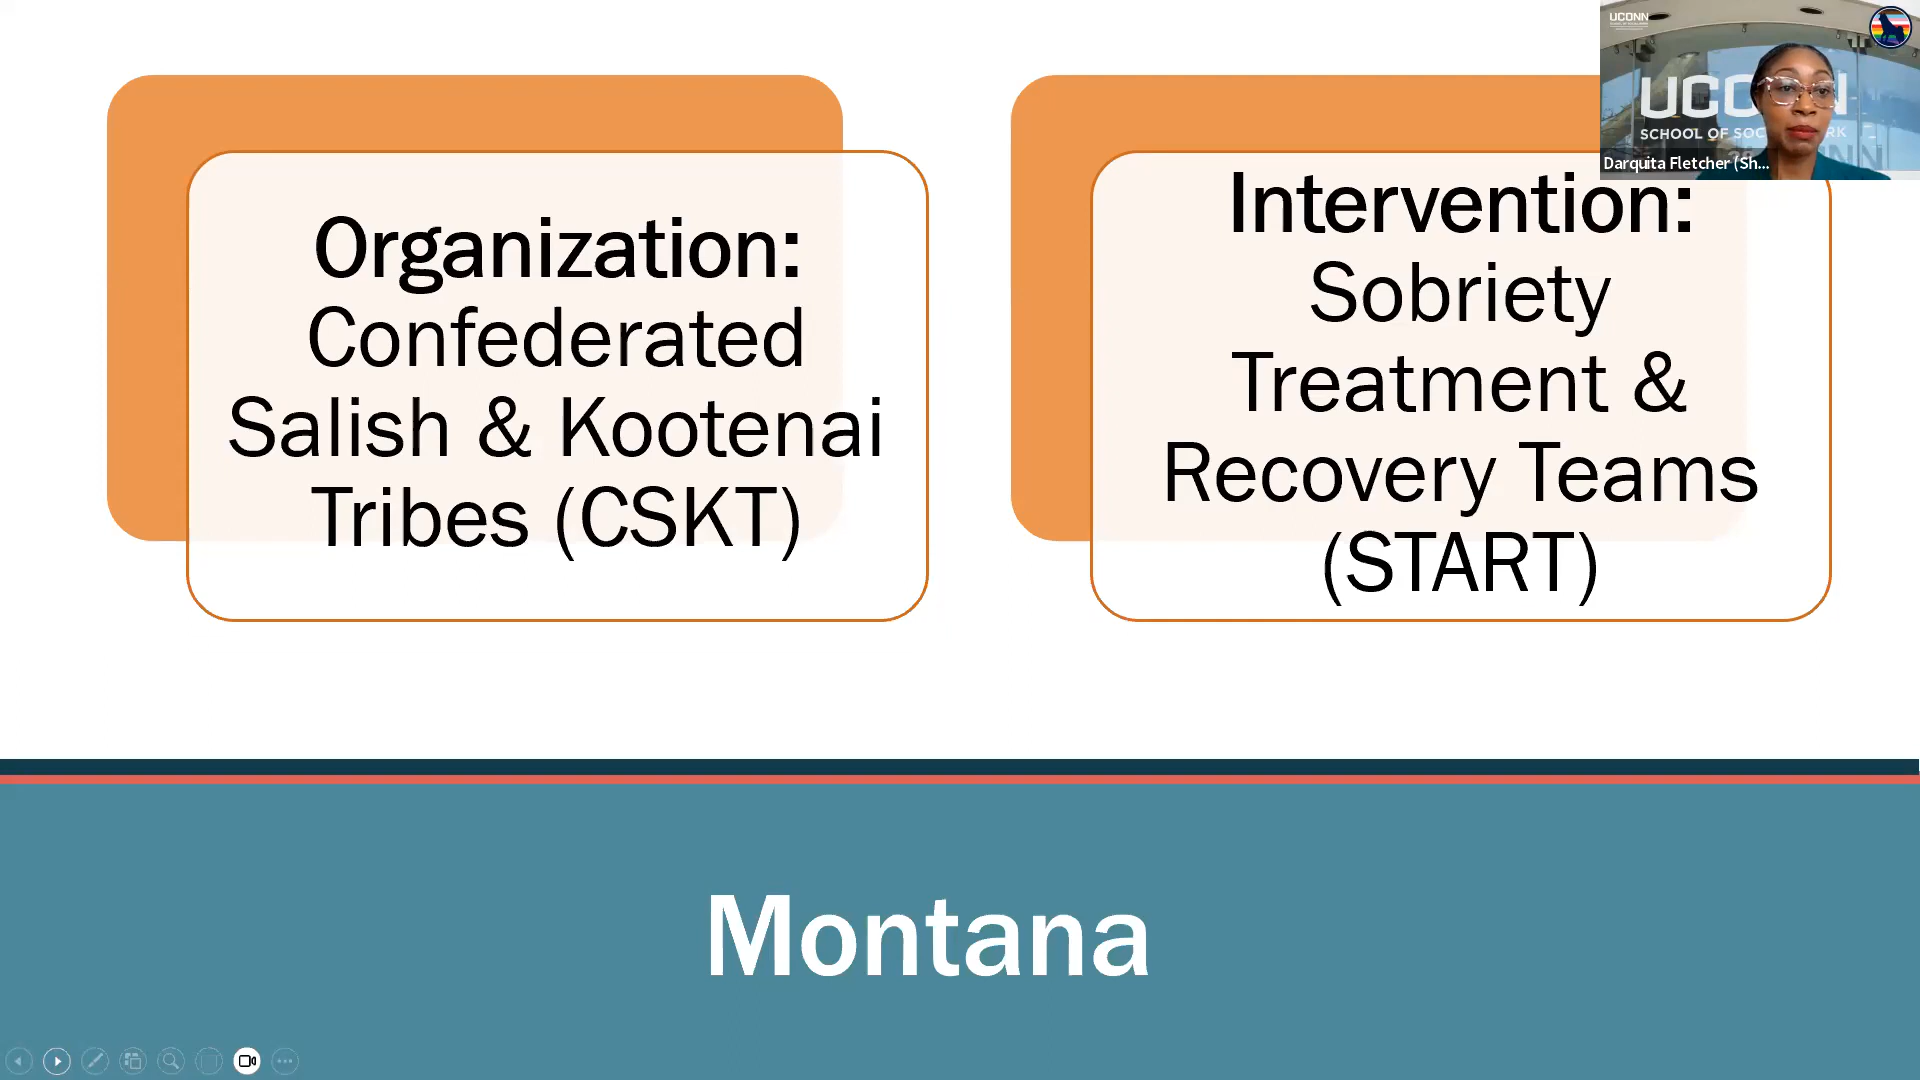 Organization:
Confederated
Salish & Kootenai
Tribes (CSKT)
Intervention:
Sobriety
Treatment &
Recovery Teams
(START)
Montana
UCONN
SCHOOL OF SOC
RK
Darquita Fletcher (Sh...